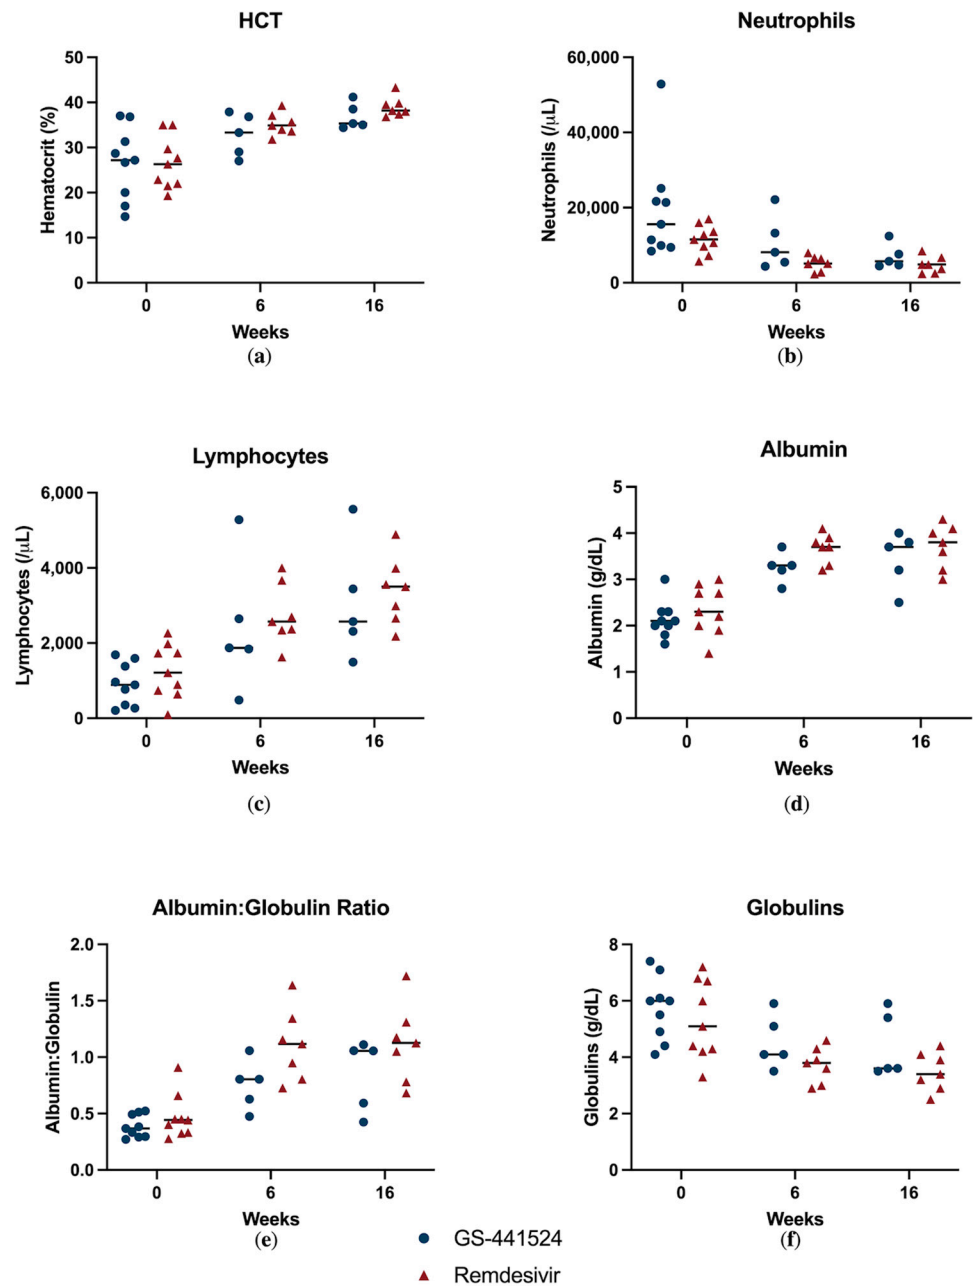 HCT
Hematocrit (%)
50
40
30
20
10
0
0 6 16
Weeks
(a)
Neutrophils
Neutrophils (/μL)
60,000
40,000
20,000
0
0 6 16
Weeks
(b)
Lymphocytes
Lymphocytes (/μL)
6,000
4,000
2,000
0
0 6 16
Weeks
(c)
Albumin
Albumin (g/dL)
5
4
3
2
1
0
0 6 16
Weeks
(d)
Albumin:Globulin Ratio
Albumin:Globulin
2.0
1.5
1.0
0.5
0.0
0 6 16
Weeks
(e)
Globulins
Globulins (g/dL)
8
6
4
2
0
0 6 16
Weeks
(f)
GS-441524
Remdesivir